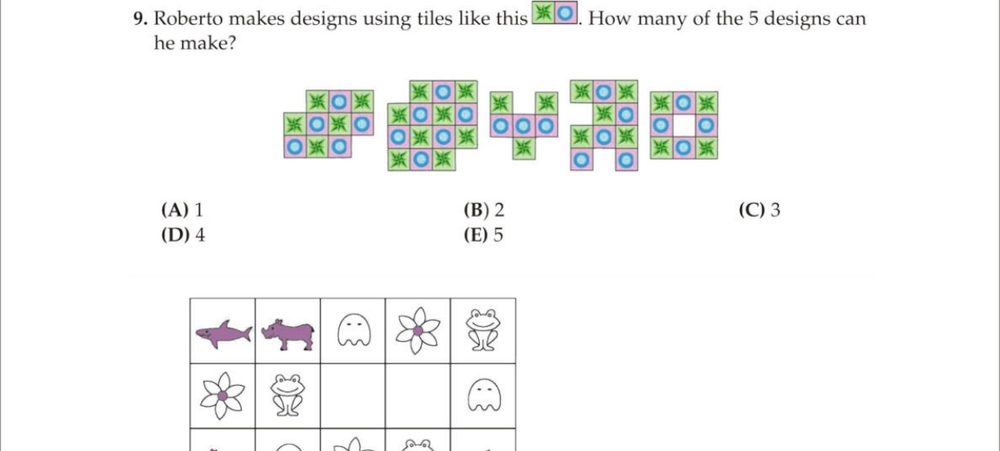 9. Roberto makes designs using tiles like this . How many of the 5 designs can
he make?
(A) 1 (B) 2 (C) 3
(D) 4 (E) 5